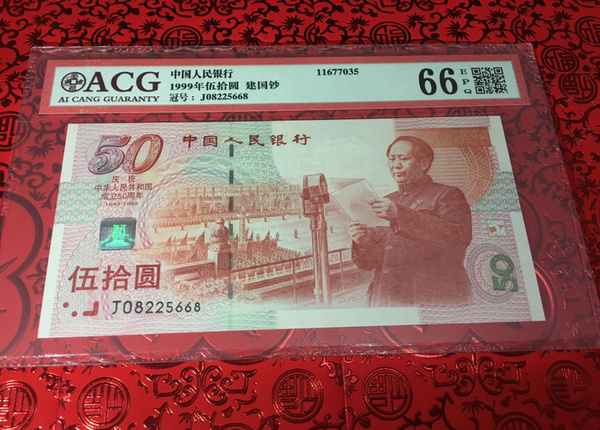 ACG
AI CANG GUARANTY
中国人民银行 11677035
1999年伍拾圆 建国钞
冠号：J08225668
66 EPQ
50
中国人民银行
庆祝
中华人民共和国
成立50周年
1949-1999
伍拾圆
J08225668
50